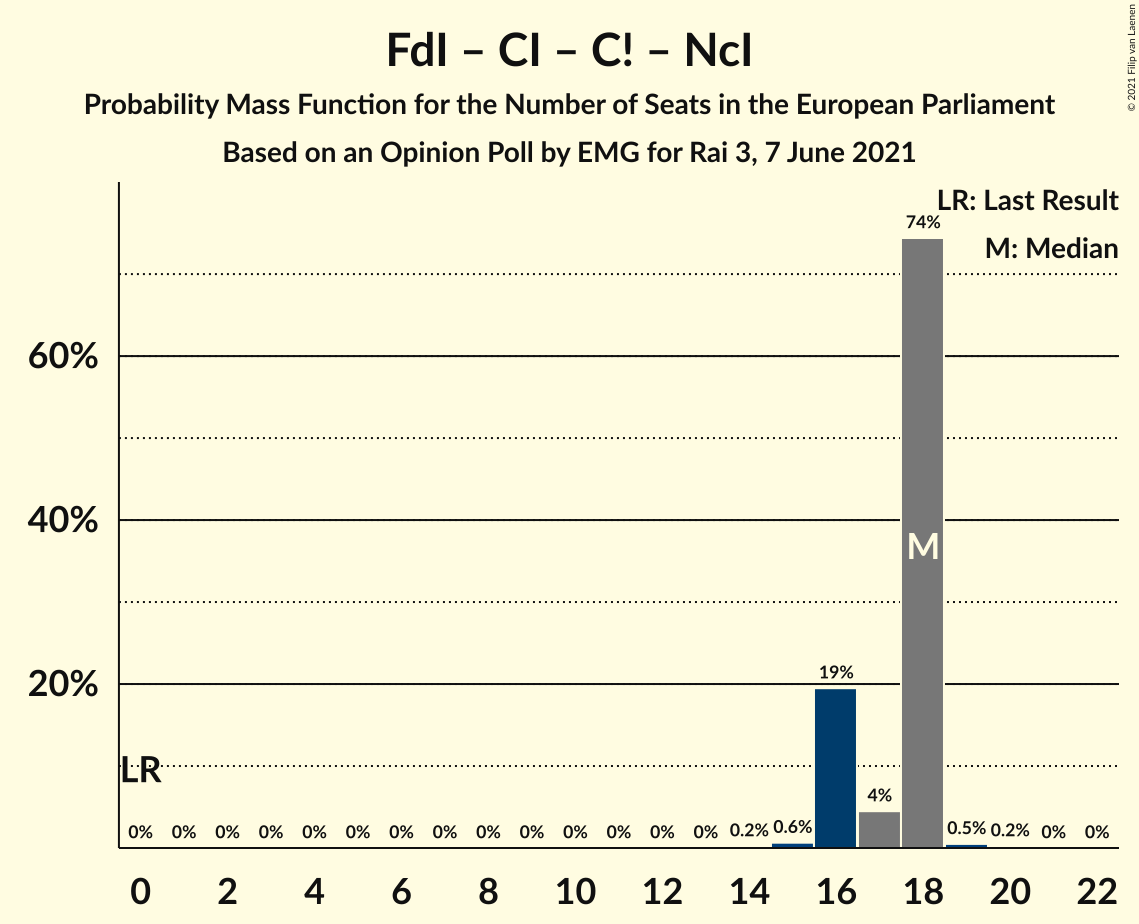 FdI – CI – C! – NcI
Probability Mass Function for the Number of Seats in the European Parliament
Based on an Opinion Poll by EMG for Rai 3, 7 June 2021
© 2021 Filip van Laenen
LR: Last Result
M: Median
74%
60%
40%
M
20%
19%
LR
4%
0% 0% 0% 0% 0% 0% 0% 0% 0% 0% 0% 0% 0% 0% 0.2% 0.6% 0.5% 0.2% 0% 0%
0 2 4 6 8 10 12 14 16 18 20 22